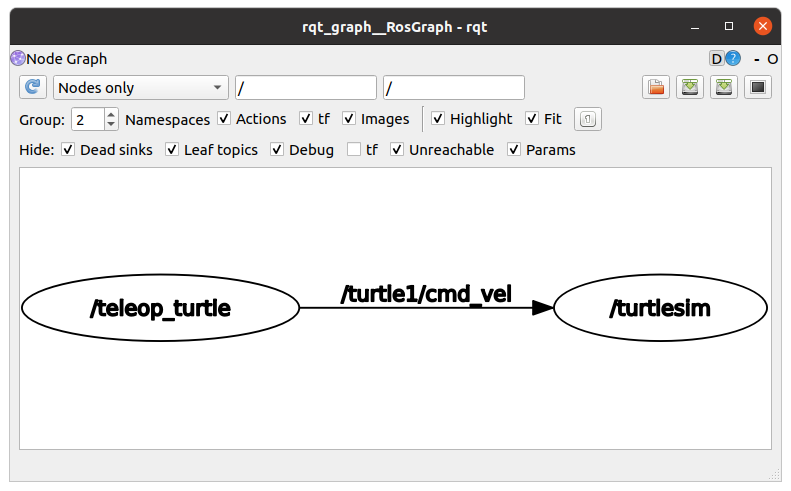 rqt_graph__RosGraph - rqt
Node Graph D ? - O
Nodes only / /
Group: 2 Namespaces Actions tf Images Highlight Fit
Hide: Dead sinks Leaf topics Debug tf Unreachable Params
/teleop_turtle /turtle1/cmd_vel /turtlesim